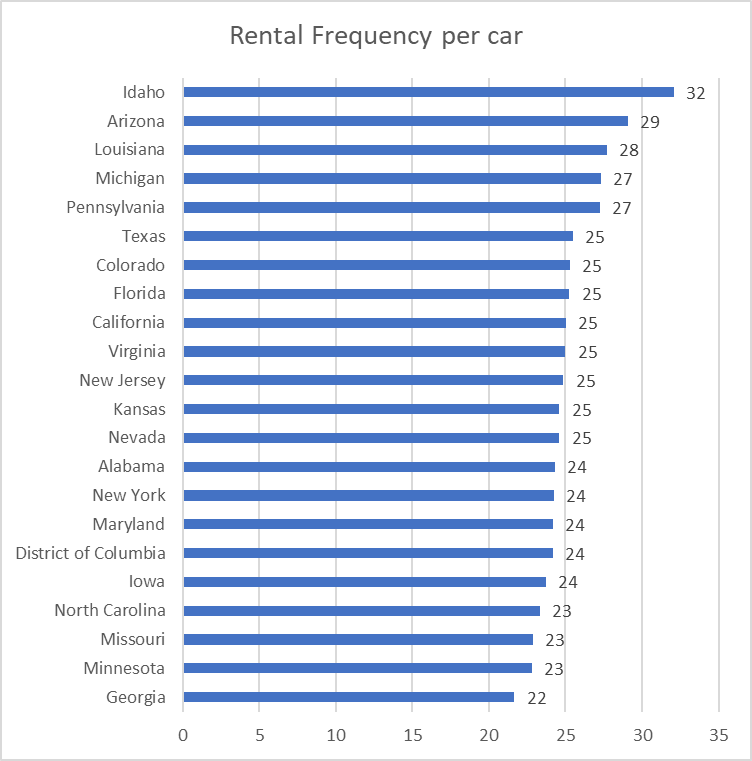 Rental Frequency per car
Idaho 32
Arizona 29
Louisiana 28
Michigan 27
Pennsylvania 27
Texas 25
Colorado 25
Florida 25
California 25
Virginia 25
New Jersey 25
Kansas 25
Nevada 25
Alabama 24
New York 24
Maryland 24
District of Columbia 24
Iowa 24
North Carolina 23
Missouri 23
Minnesota 23
Georgia 22
0 5 10 15 20 25 30 35